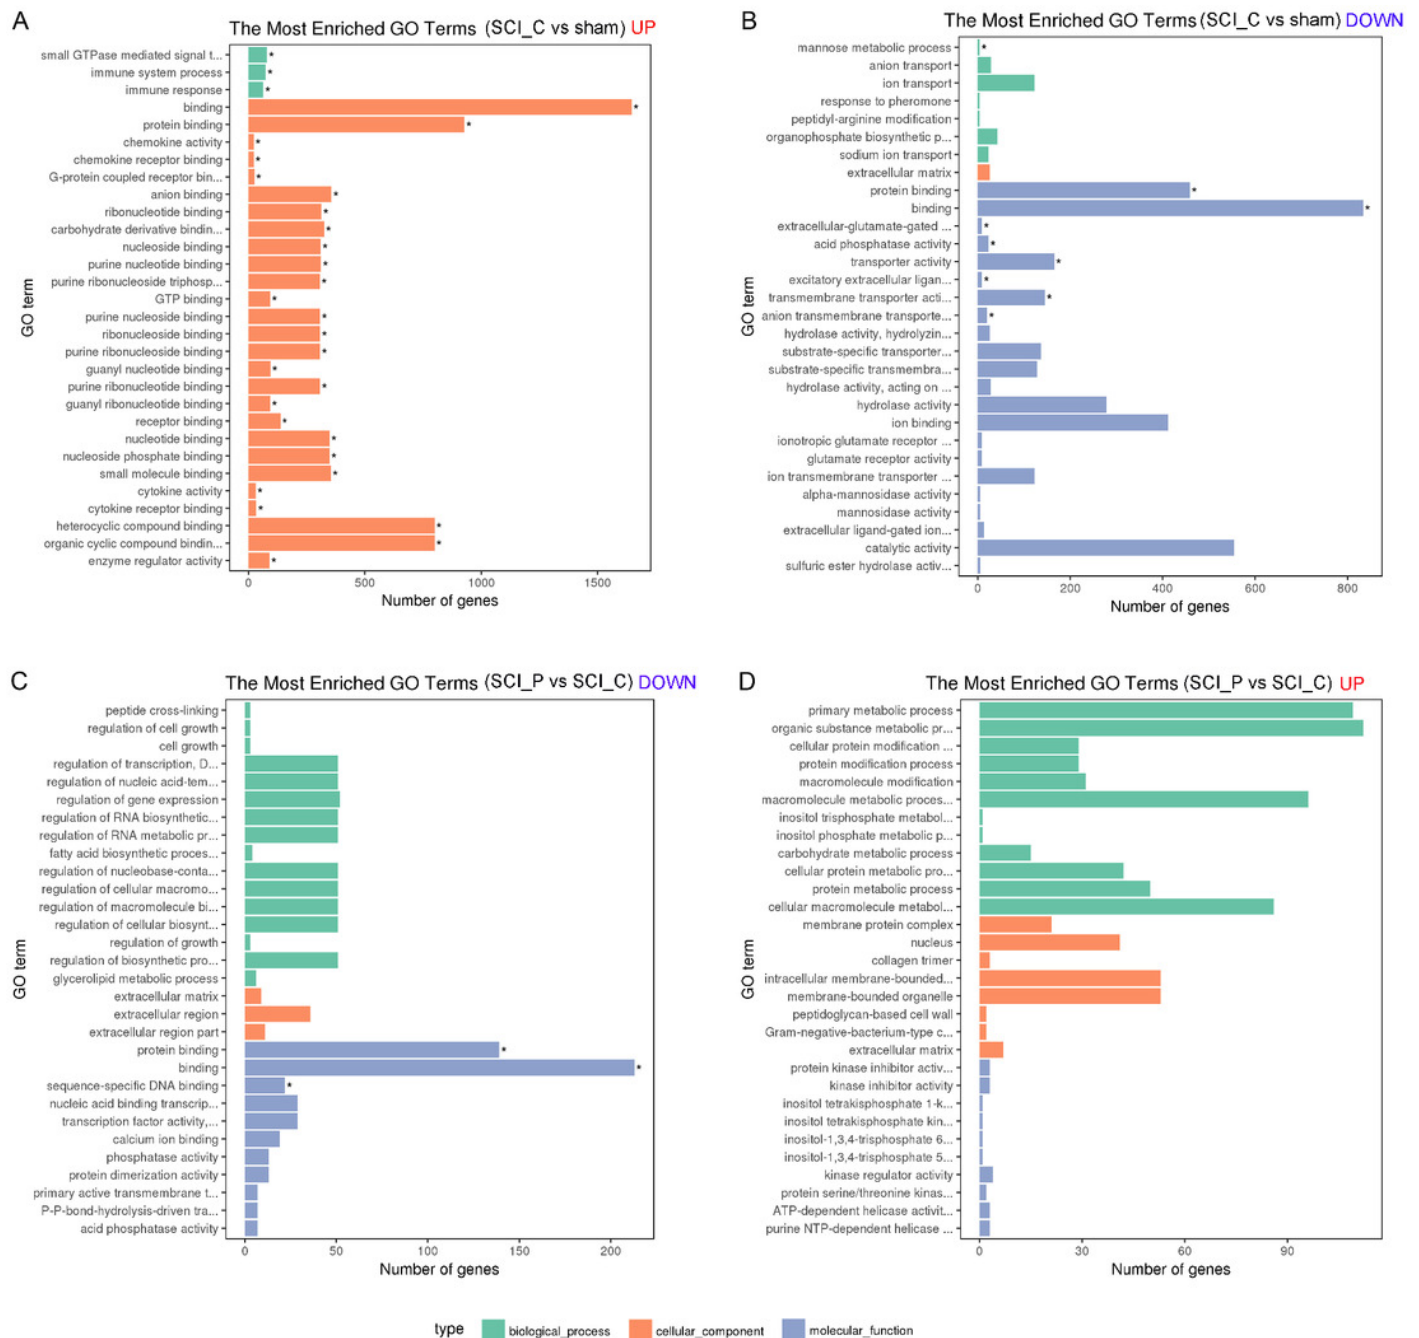 A
The Most Enriched GO Terms (SCI_C vs sham) UP
small GTPase mediated signal t...
immune system process
immune response
binding
protein binding
chemokine activity
chemokine receptor binding
G-protein coupled receptor bin...
anion binding
ribonucleotide binding
carbohydrate derivative bindin...
nucleoside binding
purine nucleotide binding
purine ribonucleoside triphosp...
GTP binding
purine nucleoside binding
ribonucleoside binding
purine ribonucleoside binding
guanyl nucleotide binding
purine ribonucleotide binding
guanyl ribonucleotide binding
receptor binding
nucleotide binding
nucleoside phosphate binding
small molecule binding
cytokine activity
cytokine receptor binding
heterocyclic compound binding
organic cyclic compound bindin...
enzyme regulator activity
GO term
0 500 1000 1500
Number of genes
B
The Most Enriched GO Terms (SCI_C vs sham) DOWN
mannose metabolic process
anion transport
ion transport
response to pheromone
peptidyl-arginine modification
organophosphate biosynthetic p...
sodium ion transport
extracellular matrix
protein binding
binding
extracellular-glutamate-gated ...
acid phosphatase activity
transporter activity
excitatory extracellular ligan...
transmembrane transporter acti...
anion transmembrane transporte...
hydrolase activity, hydrolyzin...
substrate-specific transporter...
substrate-specific transmembra...
hydrolase activity, acting on ...
hydrolase activity
ion binding
ionotropic glutamate receptor ...
glutamate receptor activity
ion transmembrane transporter ...
alpha-mannosidase activity
mannosidase activity
extracellular ligand-gated ion...
catalytic activity
sulfuric ester hydrolase activ...
GO term
0 200 400 600 800
Number of genes
C
The Most Enriched GO Terms (SCI_P vs SCI_C) DOWN
peptide cross-linking
regulation of cell growth
cell growth
regulation of transcription, D...
regulation of nucleic acid-tem...
regulation of gene expression
regulation of RNA biosynthetic...
regulation of RNA metabolic pr...
fatty acid biosynthetic proces...
regulation of nucleobase-conta...
regulation of cellular macromo...
regulation of macromolecule bi...
regulation of cellular biosynt...
regulation of growth
regulation of biosynthetic pro...
glycerolipid metabolic process
extracellular matrix
extracellular region
extracellular region part
protein binding
binding
sequence-specific DNA binding
nucleic acid binding transcrip...
transcription factor activity,...
calcium ion binding
phosphatase activity
protein dimerization activity
primary active transmembrane t...
P-P-bond-hydrolysis-driven tra...
acid phosphatase activity
GO term
0 50 100 150 200
Number of genes
D
The Most Enriched GO Terms (SCI_P vs SCI_C) UP
primary metabolic process
organic substance metabolic pr...
cellular protein modification ...
protein modification process
macromolecule modification
macromolecule metabolic proces...
inositol trisphosphate metabol...
inositol phosphate metabolic p...
carbohydrate metabolic process
cellular protein metabolic pro...
protein metabolic process
cellular macromolecule metabol...
membrane protein complex
nucleus
collagen trimer
intracellular membrane-bounded...
membrane-bounded organelle
peptidoglycan-based cell wall
Gram-negative-bacterium-type c...
extracellular matrix
protein kinase inhibitor activ...
kinase inhibitor activity
inositol tetrakisphosphate 1-k...
inositol tetrakisphosphate kin...
inositol-1,3,4-trisphosphate 6...
inositol-1,3,4-trisphosphate 5...
kinase regulator activity
protein serine/threonine kinas...
ATP-dependent helicase activit...
purine NTP-dependent helicase ...
GO term
0 30 60 90
Number of genes
type biological_process cellular_component molecular_function